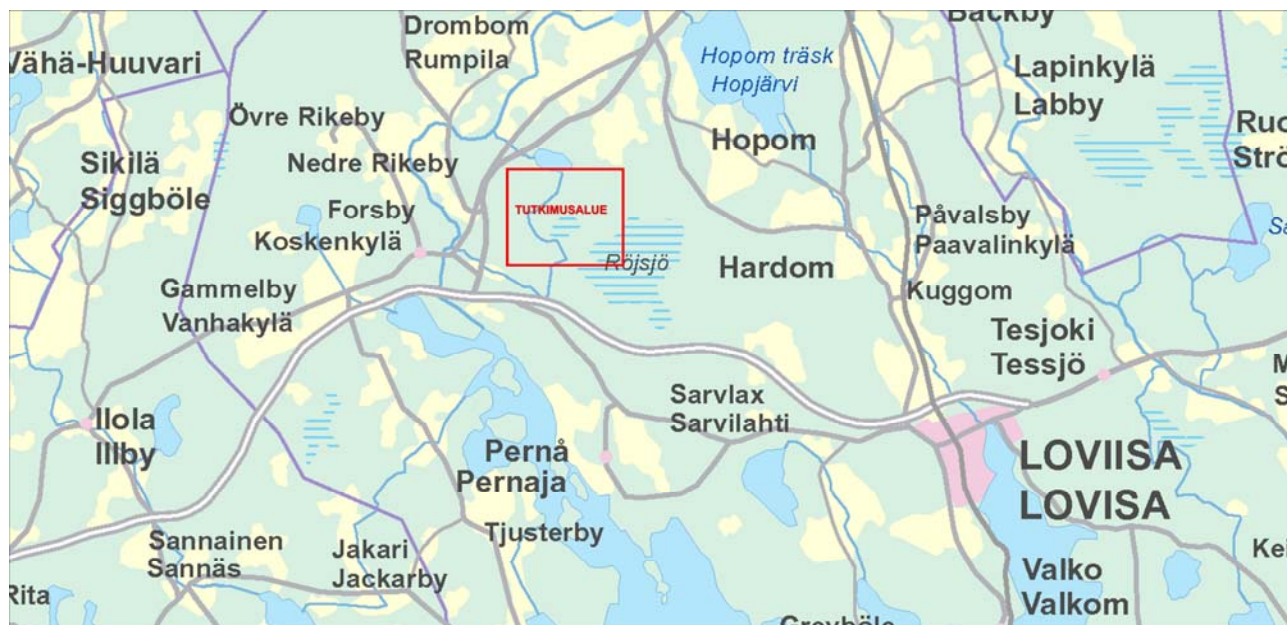 Drombom
Rumpila
Backby
Vähä-Huuvari
Hopom träsk
Hopjärvi
Lapinkylä
Labby
Övre Rikeby
Hopom
Sikilä
Siggböle
Nedre Rikeby
Forsby
Koskenkylä
TUTKIMUSALUE
Påvalsby
Paavalinkylä
Röjsjö
Hardom
Gammelby
Vanhakylä
Kuggom
Tesjoki
Tessjö
Sarvlax
Sarvilahti
Ilola
Illby
Pernå
Pernaja
LOVIISA
LOVISA
Tjusterby
Sannainen
Sannäs
Jakari
Jackarby
Valko
Valkom